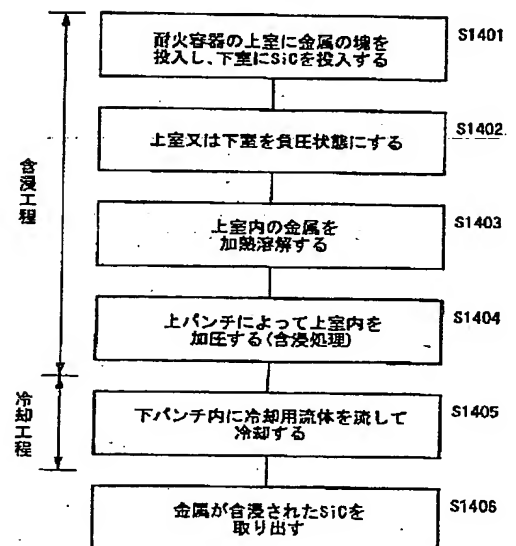 耐火容器の上室に金属の塊を
投入し、下室にSiCを投入する
S1401
上室又は下室を負圧状態にする
S1402
上室内の金属を
加熱溶解する
S1403
上パンチによって上室内を
加圧する(含浸処理)
S1404
含浸工程
下パンチ内に冷却用流体を流して
冷却する
S1405
冷却工程
金属が含浸されたSiCを
取り出す
S1406